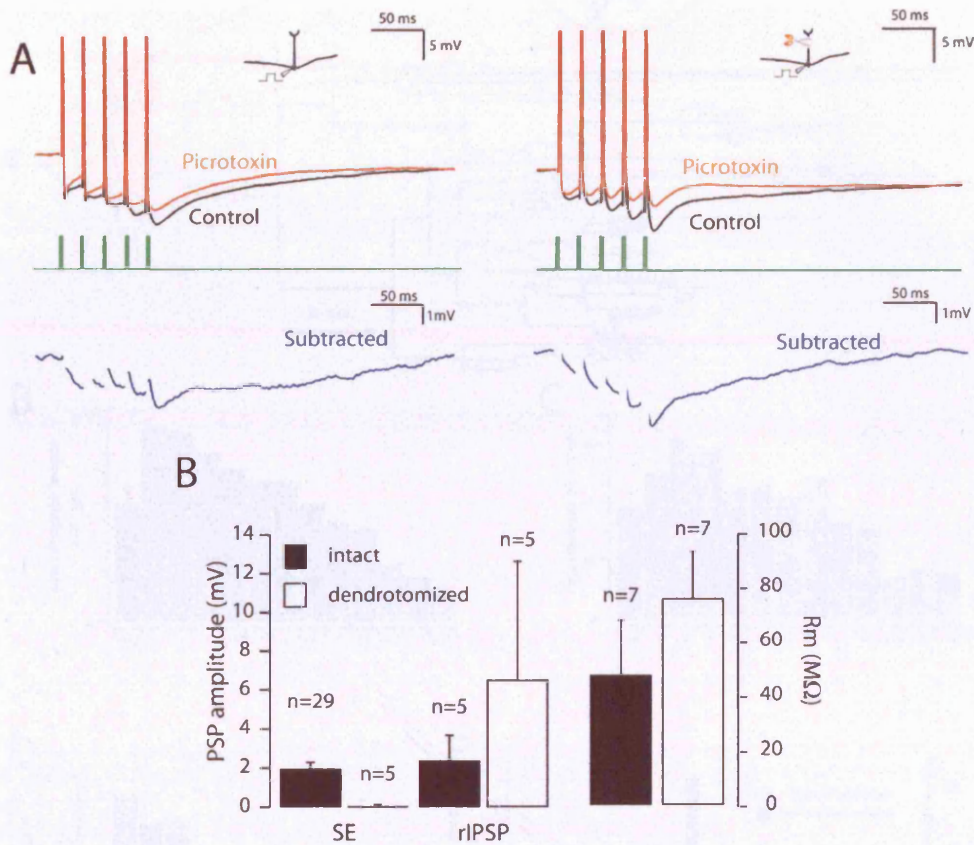 A
50 ms
5 mV
50 ms
5 mV
Picrotoxin
Control
Picrotoxin
Control
50 ms
1mV
50 ms
1mV
Subtracted
Subtracted
B
14
12
10
8
6
4
2
0
PSP amplitude (mV)
intact
dendrotomized
n=29
n=5
n=5
n=5
n=7
n=7
100
80
60
40
20
0
Rm (MΩ)
SE
rIPSP